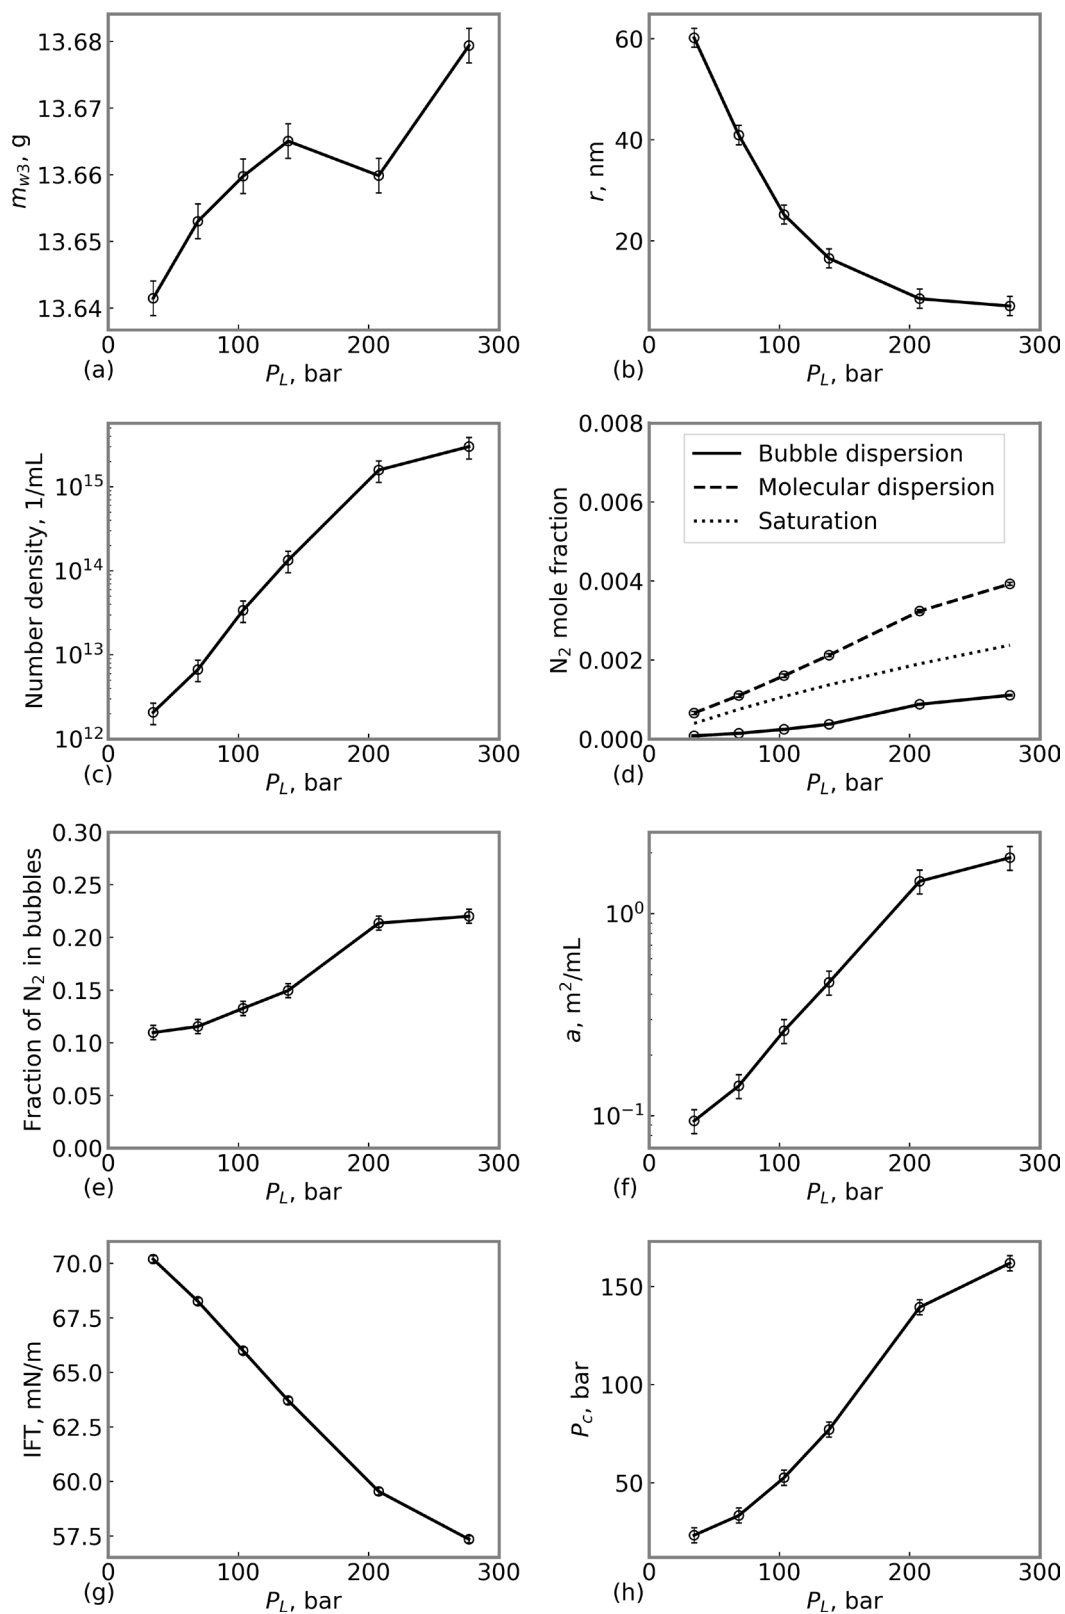 13.68
13.67
13.66
13.65
13.64
m_{w3}, g
0 100 200 300
P_L, bar
(a)
60
40
20
r, nm
0 100 200 300
P_L, bar
(b)
10^{15}
10^{14}
10^{13}
10^{12}
Number density, 1/mL
0 100 200 300
P_L, bar
(c)
0.008
0.006
0.004
0.002
0.000
N_2 mole fraction
Bubble dispersion
Molecular dispersion
Saturation
0 100 200 300
P_L, bar
(d)
0.30
0.25
0.20
0.15
0.10
0.05
0.00
Fraction of N_2 in bubbles
0 100 200 300
P_L, bar
(e)
10^0
10^{-1}
a, m^2/mL
0 100 200 300
P_L, bar
(f)
70.0
67.5
65.0
62.5
60.0
57.5
IFT, mN/m
0 100 200 300
P_L, bar
(g)
150
100
50
P_c, bar
0 100 200 300
P_L, bar
(h)